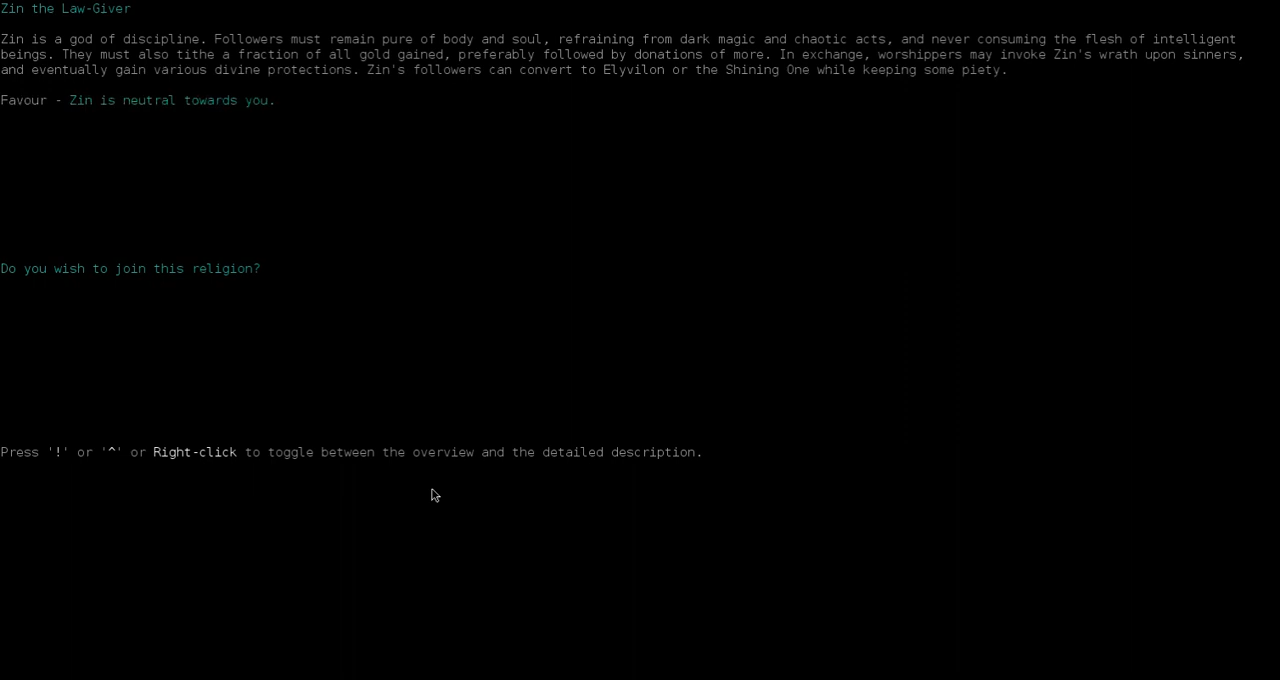 Zin the Law-Giver
Zin is a god of discipline. Followers must remain pure of body and soul, refraining from dark magic and chaotic acts, and never consuming the flesh of intelligent
beings. They must also tithe a fraction of all gold gained, preferably followed by donations of more. In exchange, worshippers may invoke Zin's wrath upon sinners,
and eventually gain various divine protections. Zin's followers can convert to Elyvilon or the Shining One while keeping some piety.
Favour - Zin is neutral towards you.
Do you wish to join this religion?
Press '!' or '^' or Right-click to toggle between the overview and the detailed description.